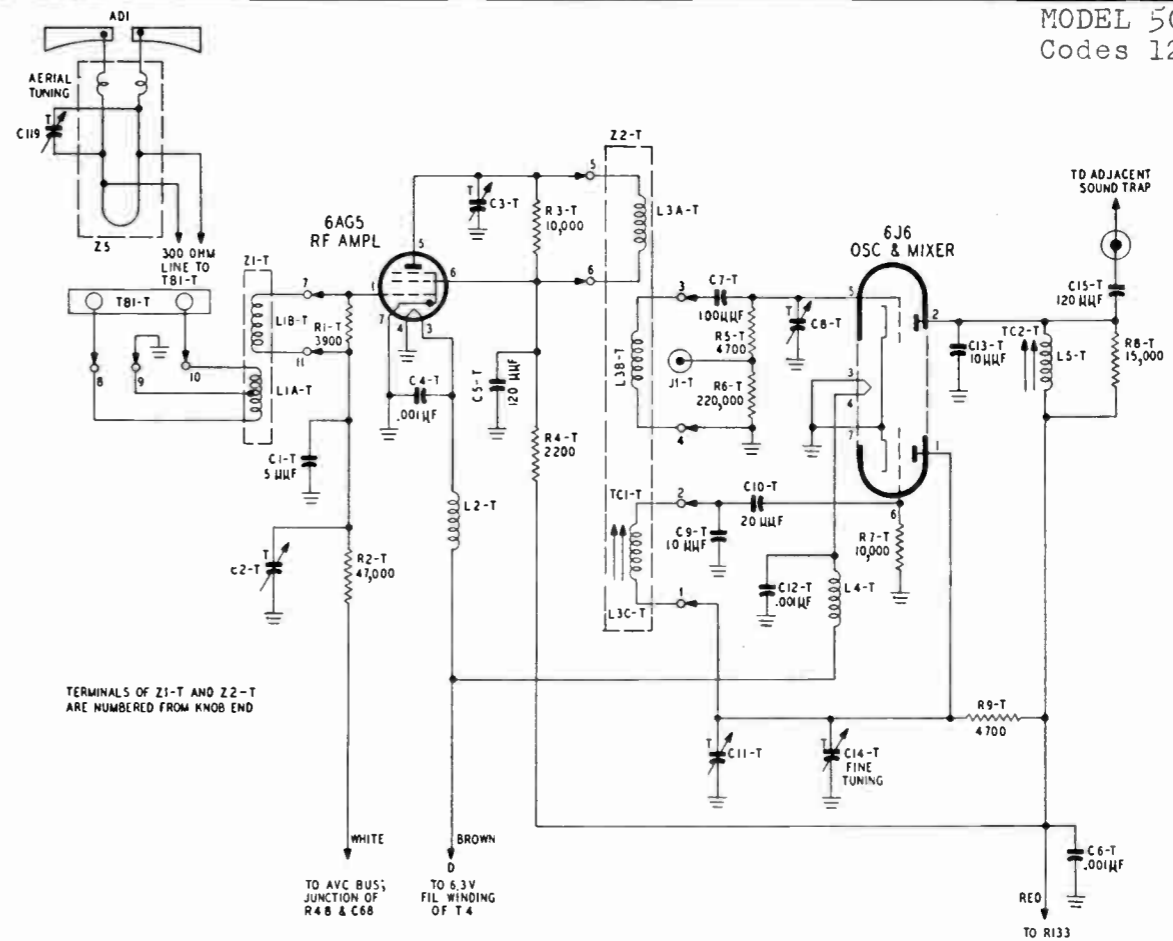 MODEL 50
Codes 12
AD1
AERIAL
TUNING
T
C119
Z5
300 OHM
LINE TO
TB1-T
TB1-T
8
9
10
Z1-T
7
L1B-T
11
L1A-T
R1-T
3900
C1-T
5 µµF
T
C2-T
R2-T
47,000
6AG5
RF AMPL
1
5
6
7
4
3
C4-T
.001µF
L2-T
T
C3-T
R3-T
10,000
C5-T
120 µµF
R4-T
2200
Z2-T
5
6
L3A-T
L3B-T
3
4
TC1-T
2
1
L3C-T
C7-T
100µµF
R5-T
4700
J1-T
R6-T
220,000
T
C8-T
C9-T
10 µµF
C10-T
20 µµF
6J6
OSC & MIXER
5
2
3
4
7
1
6
R7-T
10,000
C12-T
.001µF
L4-T
TO ADJACENT
SOUND TRAP
C15-T
120µµF
C13-T
10µµF
TC2-T
L5-T
R8-T
15,000
R9-T
4700
T
C11-T
T
C14-T
FINE
TUNING
C6-T
.001µF
TERMINALS OF Z1-T AND Z2-T
ARE NUMBERED FROM KNOB END
WHITE
TO AVC BUS;
JUNCTION OF
R48 & C68
BROWN
D
TO 6.3V
FIL WINDING
OF T4
RED
TO R133